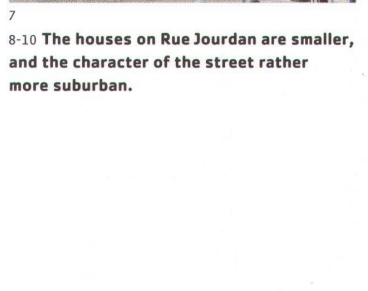 7
8-10 The houses on Rue Jourdan are smaller,
and the character of the street rather
more suburban.